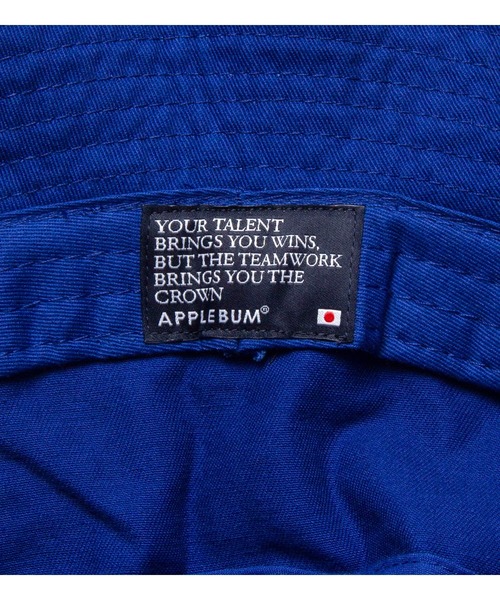 YOUR TALENT
BRINGS YOU WINS,
BUT THE TEAMWORK
BRINGS YOU THE
CROWN
APPLEBUM®